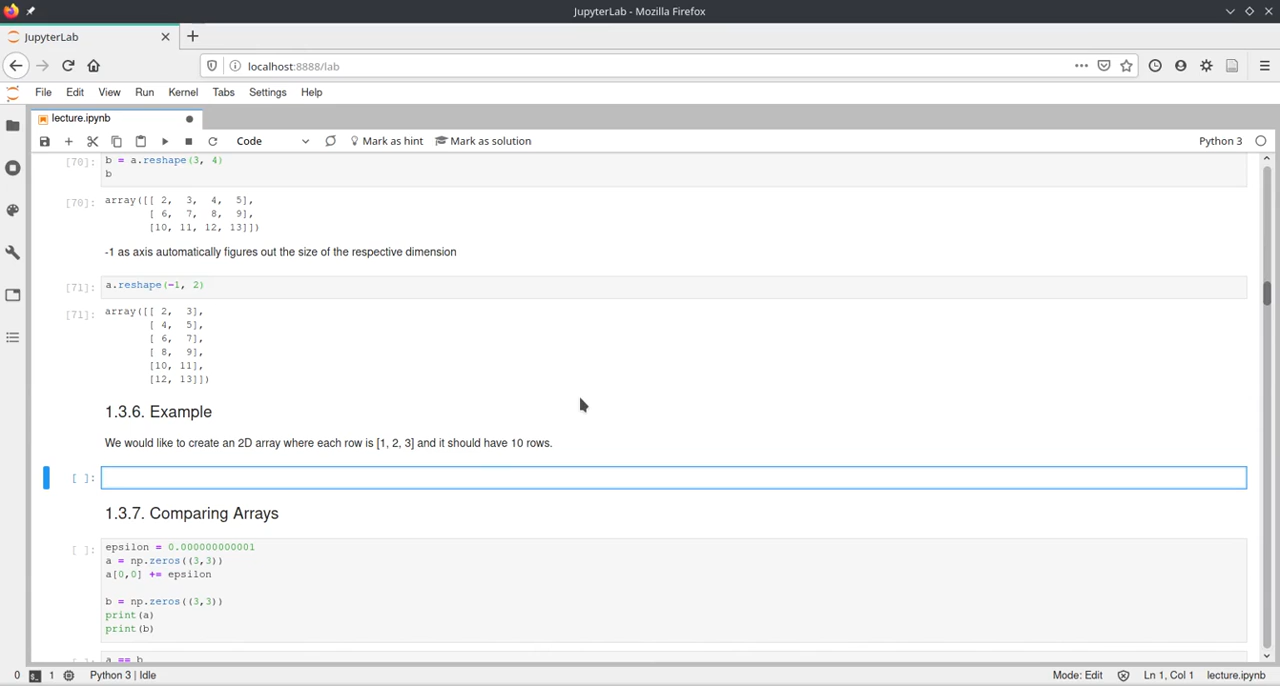 JupyterLab - Mozilla Firefox
JupyterLab
localhost:8888/lab
File Edit View Run Kernel Tabs Settings Help
lecture.ipynb
Code Mark as hint Mark as solution Python 3
[70]: b = a.reshape(3, 4)
b
[70]: array([[ 2, 3, 4, 5],
[ 6, 7, 8, 9],
[10, 11, 12, 13]])
-1 as axis automatically figures out the size of the respective dimension
[71]: a.reshape(-1, 2)
[71]: array([[ 2, 3],
[ 4, 5],
[ 6, 7],
[ 8, 9],
[10, 11],
[12, 13]])
1.3.6. Example
We would like to create an 2D array where each row is [1, 2, 3] and it should have 10 rows.
[ ]:
1.3.7. Comparing Arrays
[ ]: epsilon = 0.000000000001
a = np.zeros((3,3))
a[0,0] += epsilon
b = np.zeros((3,3))
print(a)
print(b)
[ ]: a == b
0 1 Python 3 | Idle Mode: Edit Ln 1, Col 1 lecture.ipynb